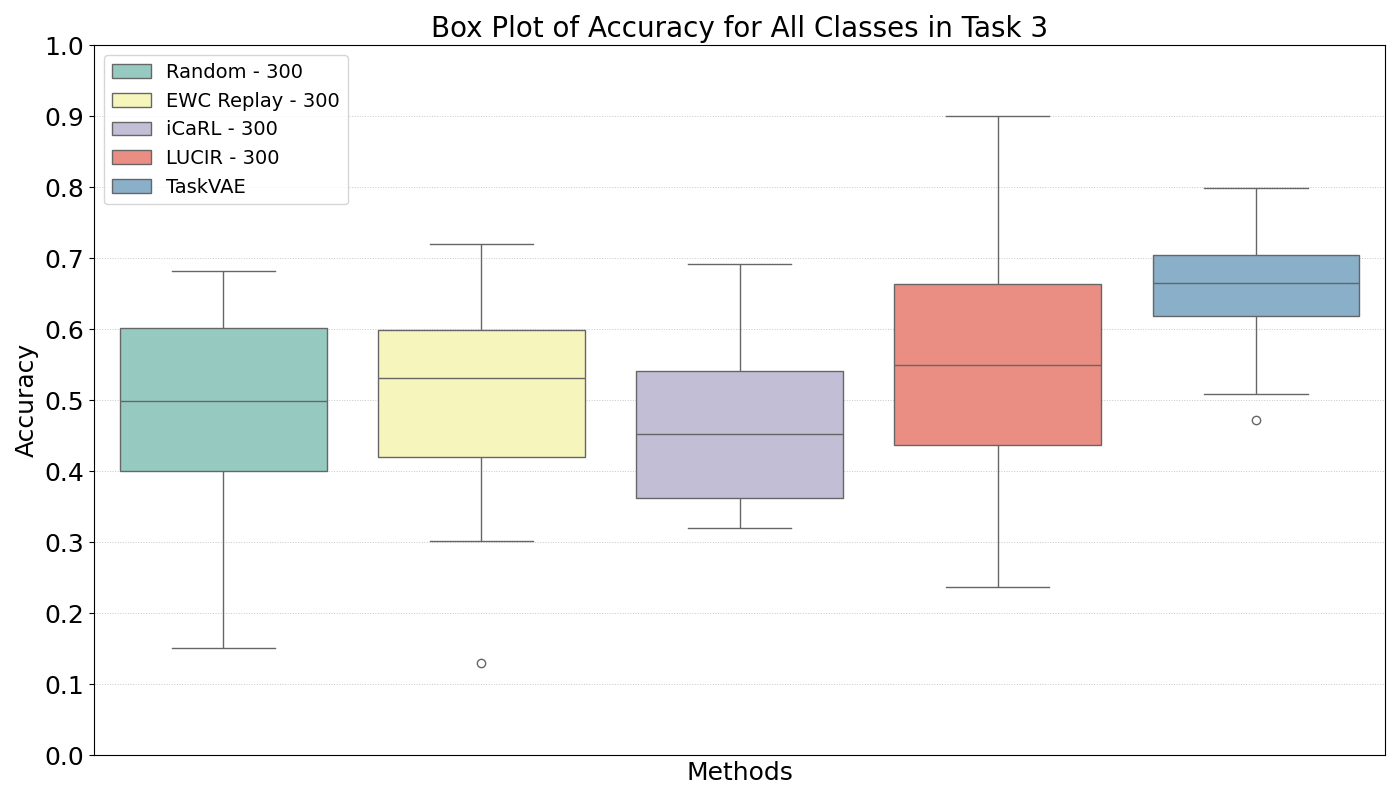 Box Plot of Accuracy for All Classes in Task 3
1.0
0.9
0.8
0.7
0.6
0.5
0.4
0.3
0.2
0.1
0.0
Accuracy
Random - 300
EWC Replay - 300
iCaRL - 300
LUCIR - 300
TaskVAE
Methods